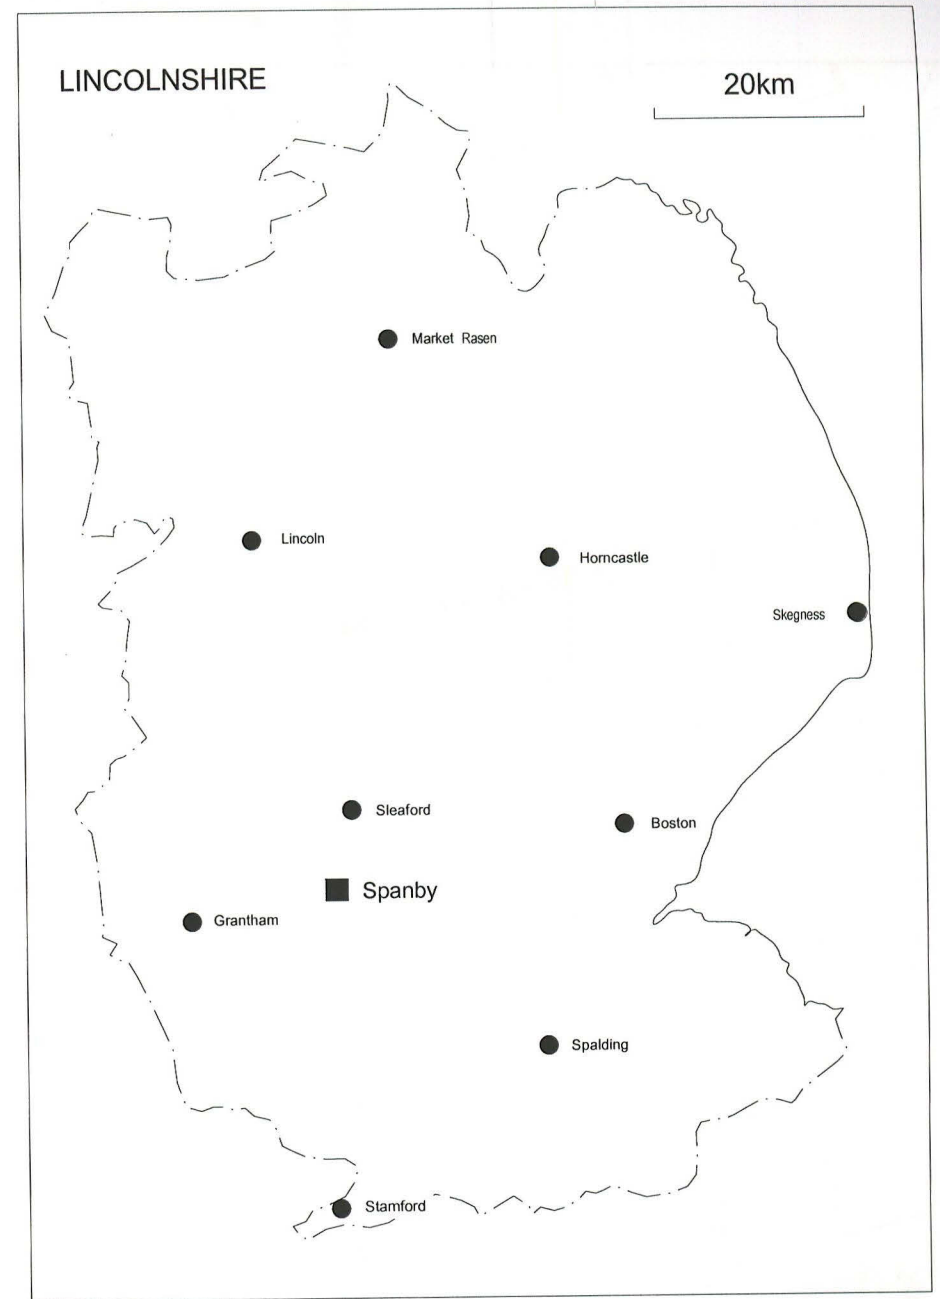 LINCOLNSHIRE
20km
Market Rasen
Lincoln
Horncastle
Skegness
Sleaford
Boston
Spanby
Grantham
Spalding
Stamford